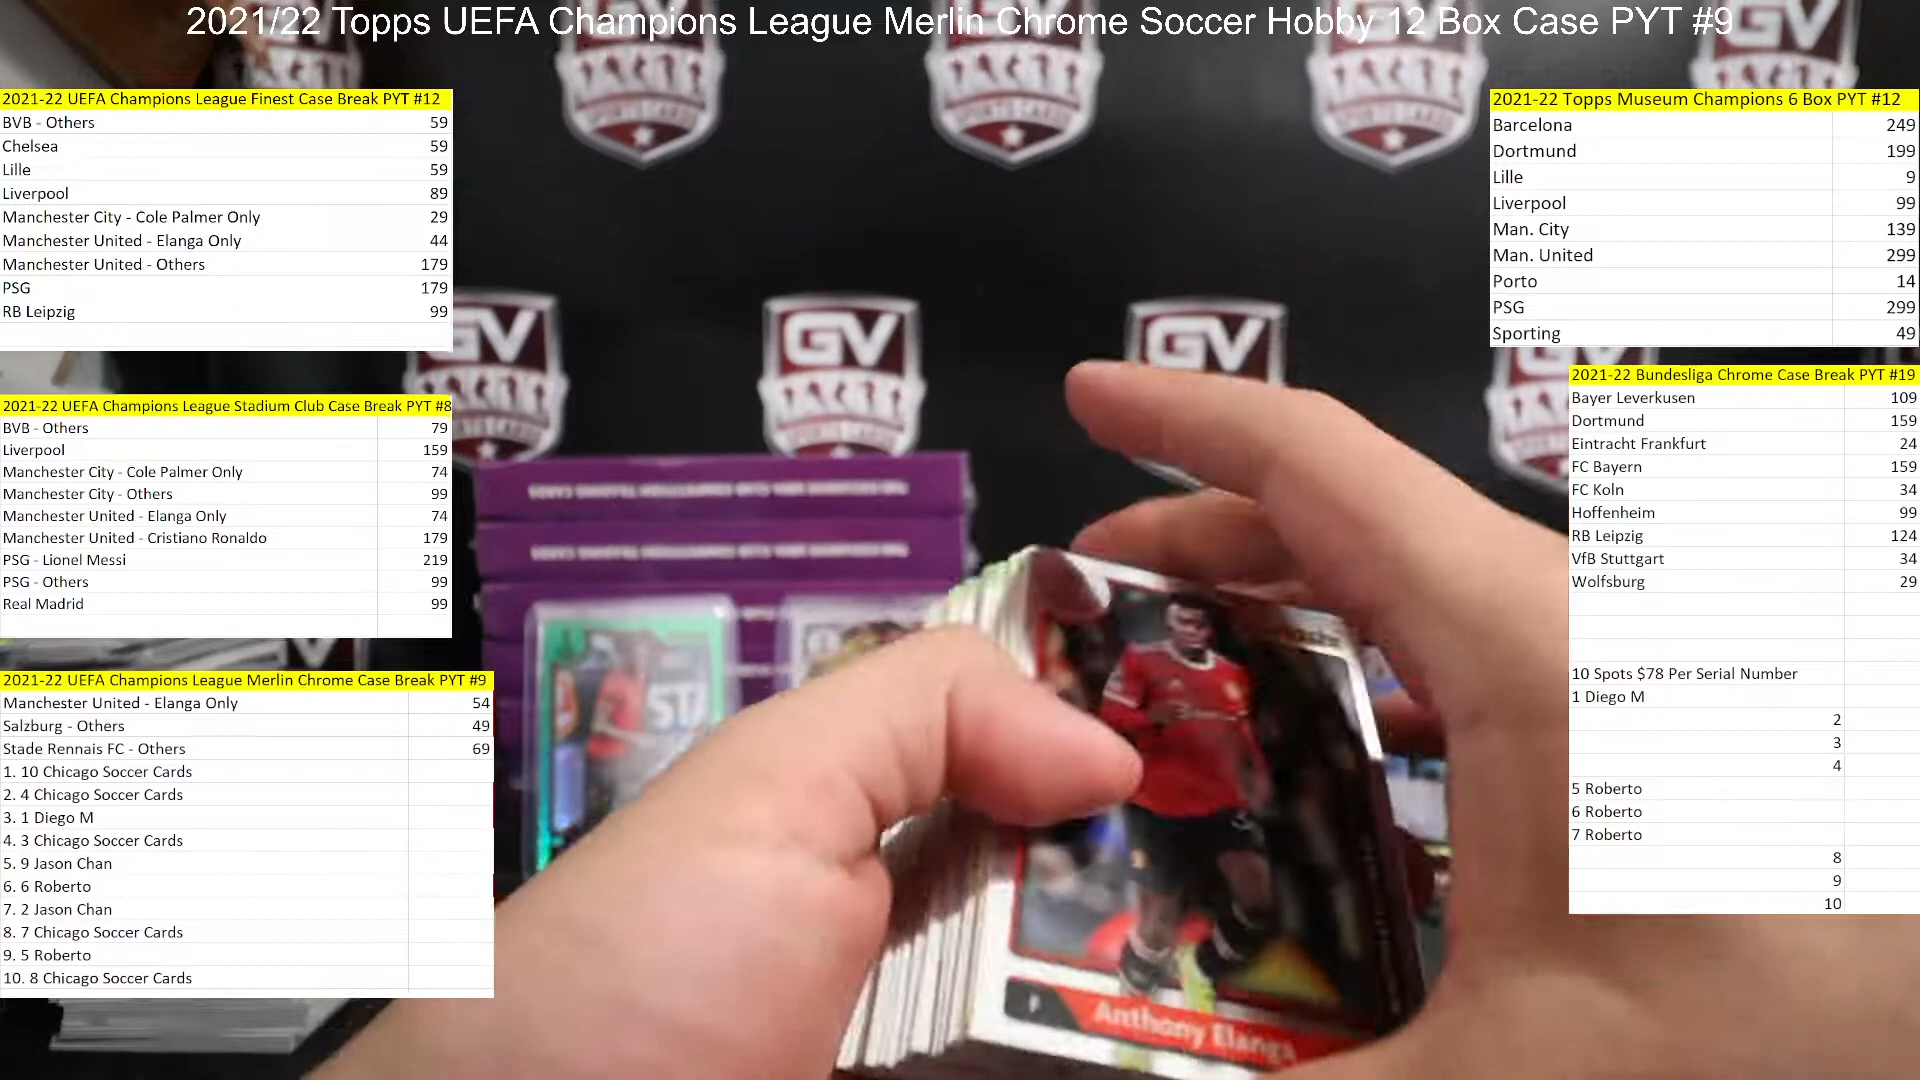 2021/22 Topps UEFA Champions League Merlin Chrome Soccer Hobby 12 Box Case PYT #9
2021-22 UEFA Champions League Finest Case Break PYT #12
BVB - Others 59
Chelsea 59
Lille 59
Liverpool 89
Manchester City - Cole Palmer Only 29
Manchester United - Elanga Only 44
Manchester United - Others 179
PSG 179
RB Leipzig 99
2021-22 UEFA Champions League Stadium Club Case Break PYT #8
BVB - Others 79
Liverpool 159
Manchester City - Cole Palmer Only 74
Manchester City - Others 99
Manchester United - Elanga Only 74
Manchester United - Cristiano Ronaldo 179
PSG - Lionel Messi 219
PSG - Others 99
Real Madrid 99
2021-22 UEFA Champions League Merlin Chrome Case Break PYT #9
Manchester United - Elanga Only 54
Salzburg - Others 49
Stade Rennais FC - Others 69
1. 10 Chicago Soccer Cards
2. 4 Chicago Soccer Cards
3. 1 Diego M
4. 3 Chicago Soccer Cards
5. 9 Jason Chan
6. 6 Roberto
7. 2 Jason Chan
8. 7 Chicago Soccer Cards
9. 5 Roberto
10. 8 Chicago Soccer Cards
2021-22 Topps Museum Champions 6 Box PYT #12
Barcelona 249
Dortmund 199
Lille 9
Liverpool 99
Man. City 139
Man. United 299
Porto 14
PSG 299
Sporting 49
2021-22 Bundesliga Chrome Case Break PYT #19
Bayer Leverkusen 109
Dortmund 159
Eintracht Frankfurt 24
FC Bayern 159
FC Koln 34
Hoffenheim 99
RB Leipzig 124
VfB Stuttgart 34
Wolfsburg 29
10 Spots $78 Per Serial Number
1 Diego M
2
3
4
5 Roberto
6 Roberto
7 Roberto
8
9
10
GV
SPORTS CARDS
GV
GV
GV
Anthony Elanga